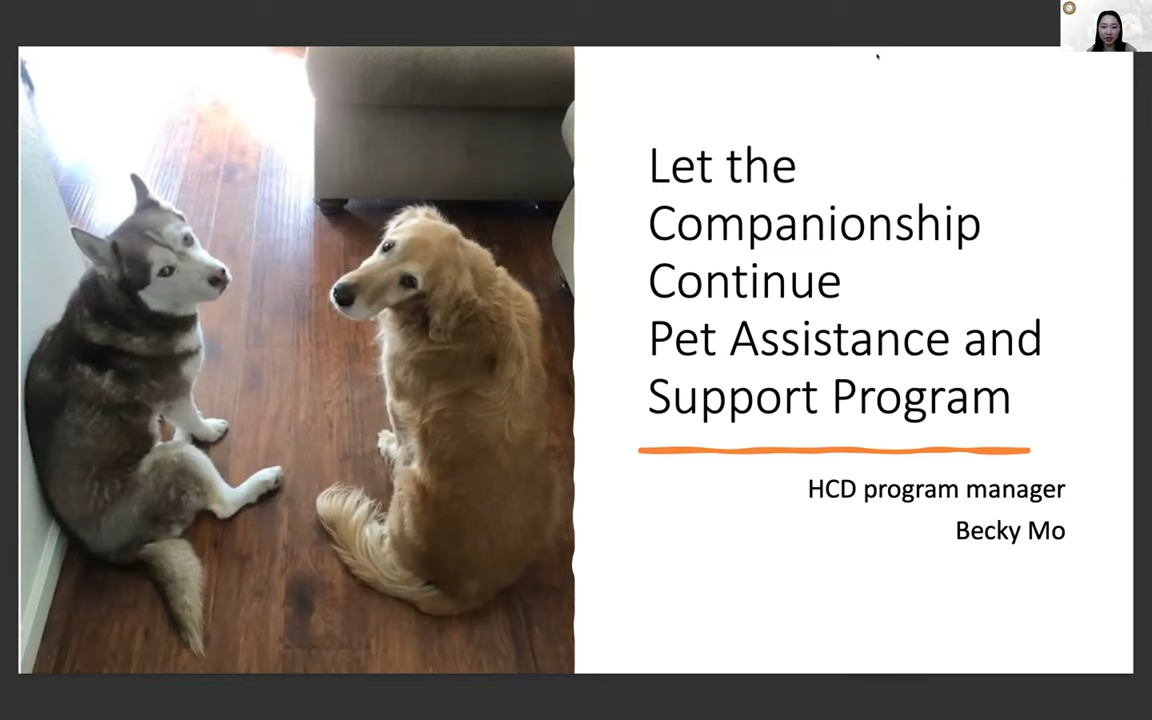 Let the
Companionship
Continue
Pet Assistance and
Support Program
HCD program manager
Becky Mo